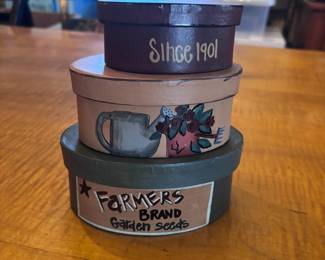 Since 1901
FARMERS
BRAND
Garden seeds